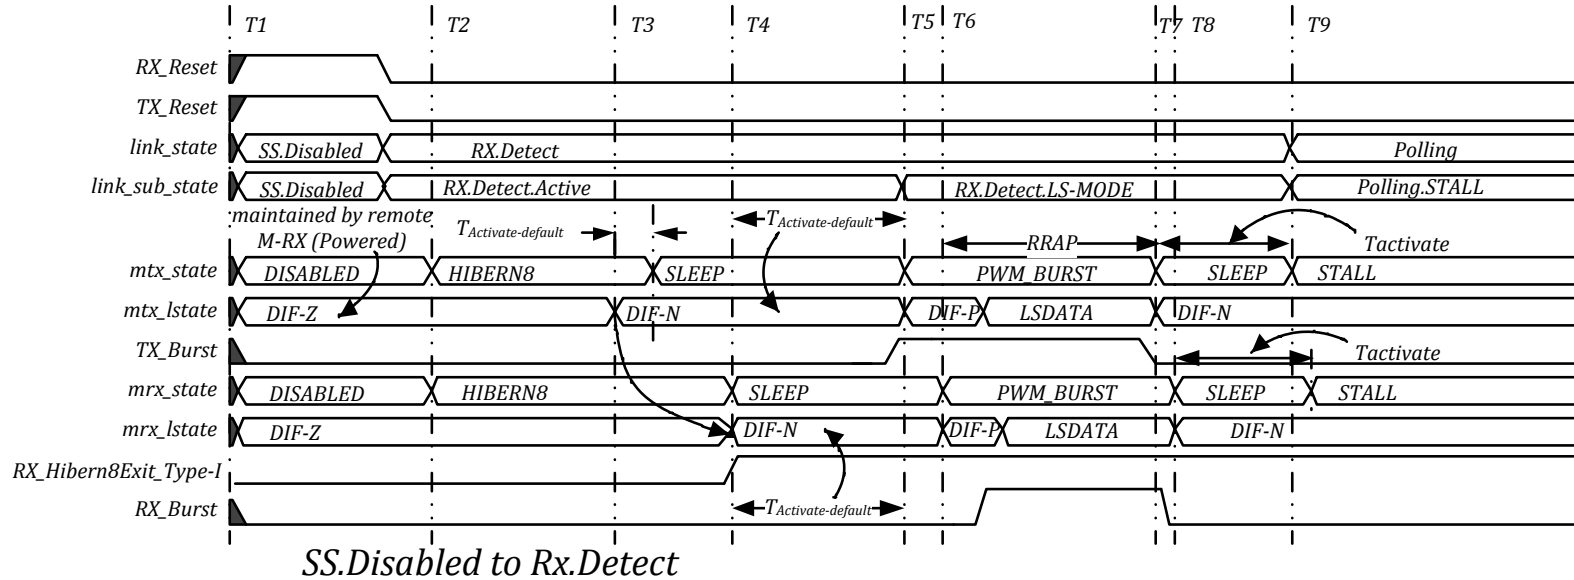 T1 T2 T3 T4 T5 T6 T7 T8 T9
RX_Reset
TX_Reset
link_state SS.Disabled RX.Detect Polling
link_sub_state SS.Disabled RX.Detect.Active RX.Detect.LS-MODE Polling.STALL
maintained by remote
M-RX (Powered)
TActivate-default TActivate-default RRAP Tactivate
mtx_state DISABLED HIBERN8 SLEEP PWM_BURST SLEEP STALL
mtx_lstate DIF-Z DIF-N DIF-P LSDATA DIF-N
TX_Burst Tactivate
mrx_state DISABLED HIBERN8 SLEEP PWM_BURST SLEEP STALL
mrx_lstate DIF-Z DIF-N DIF-P LSDATA DIF-N
RX_Hibern8Exit_Type-I
RX_Burst TActivate-default
SS.Disabled to Rx.Detect